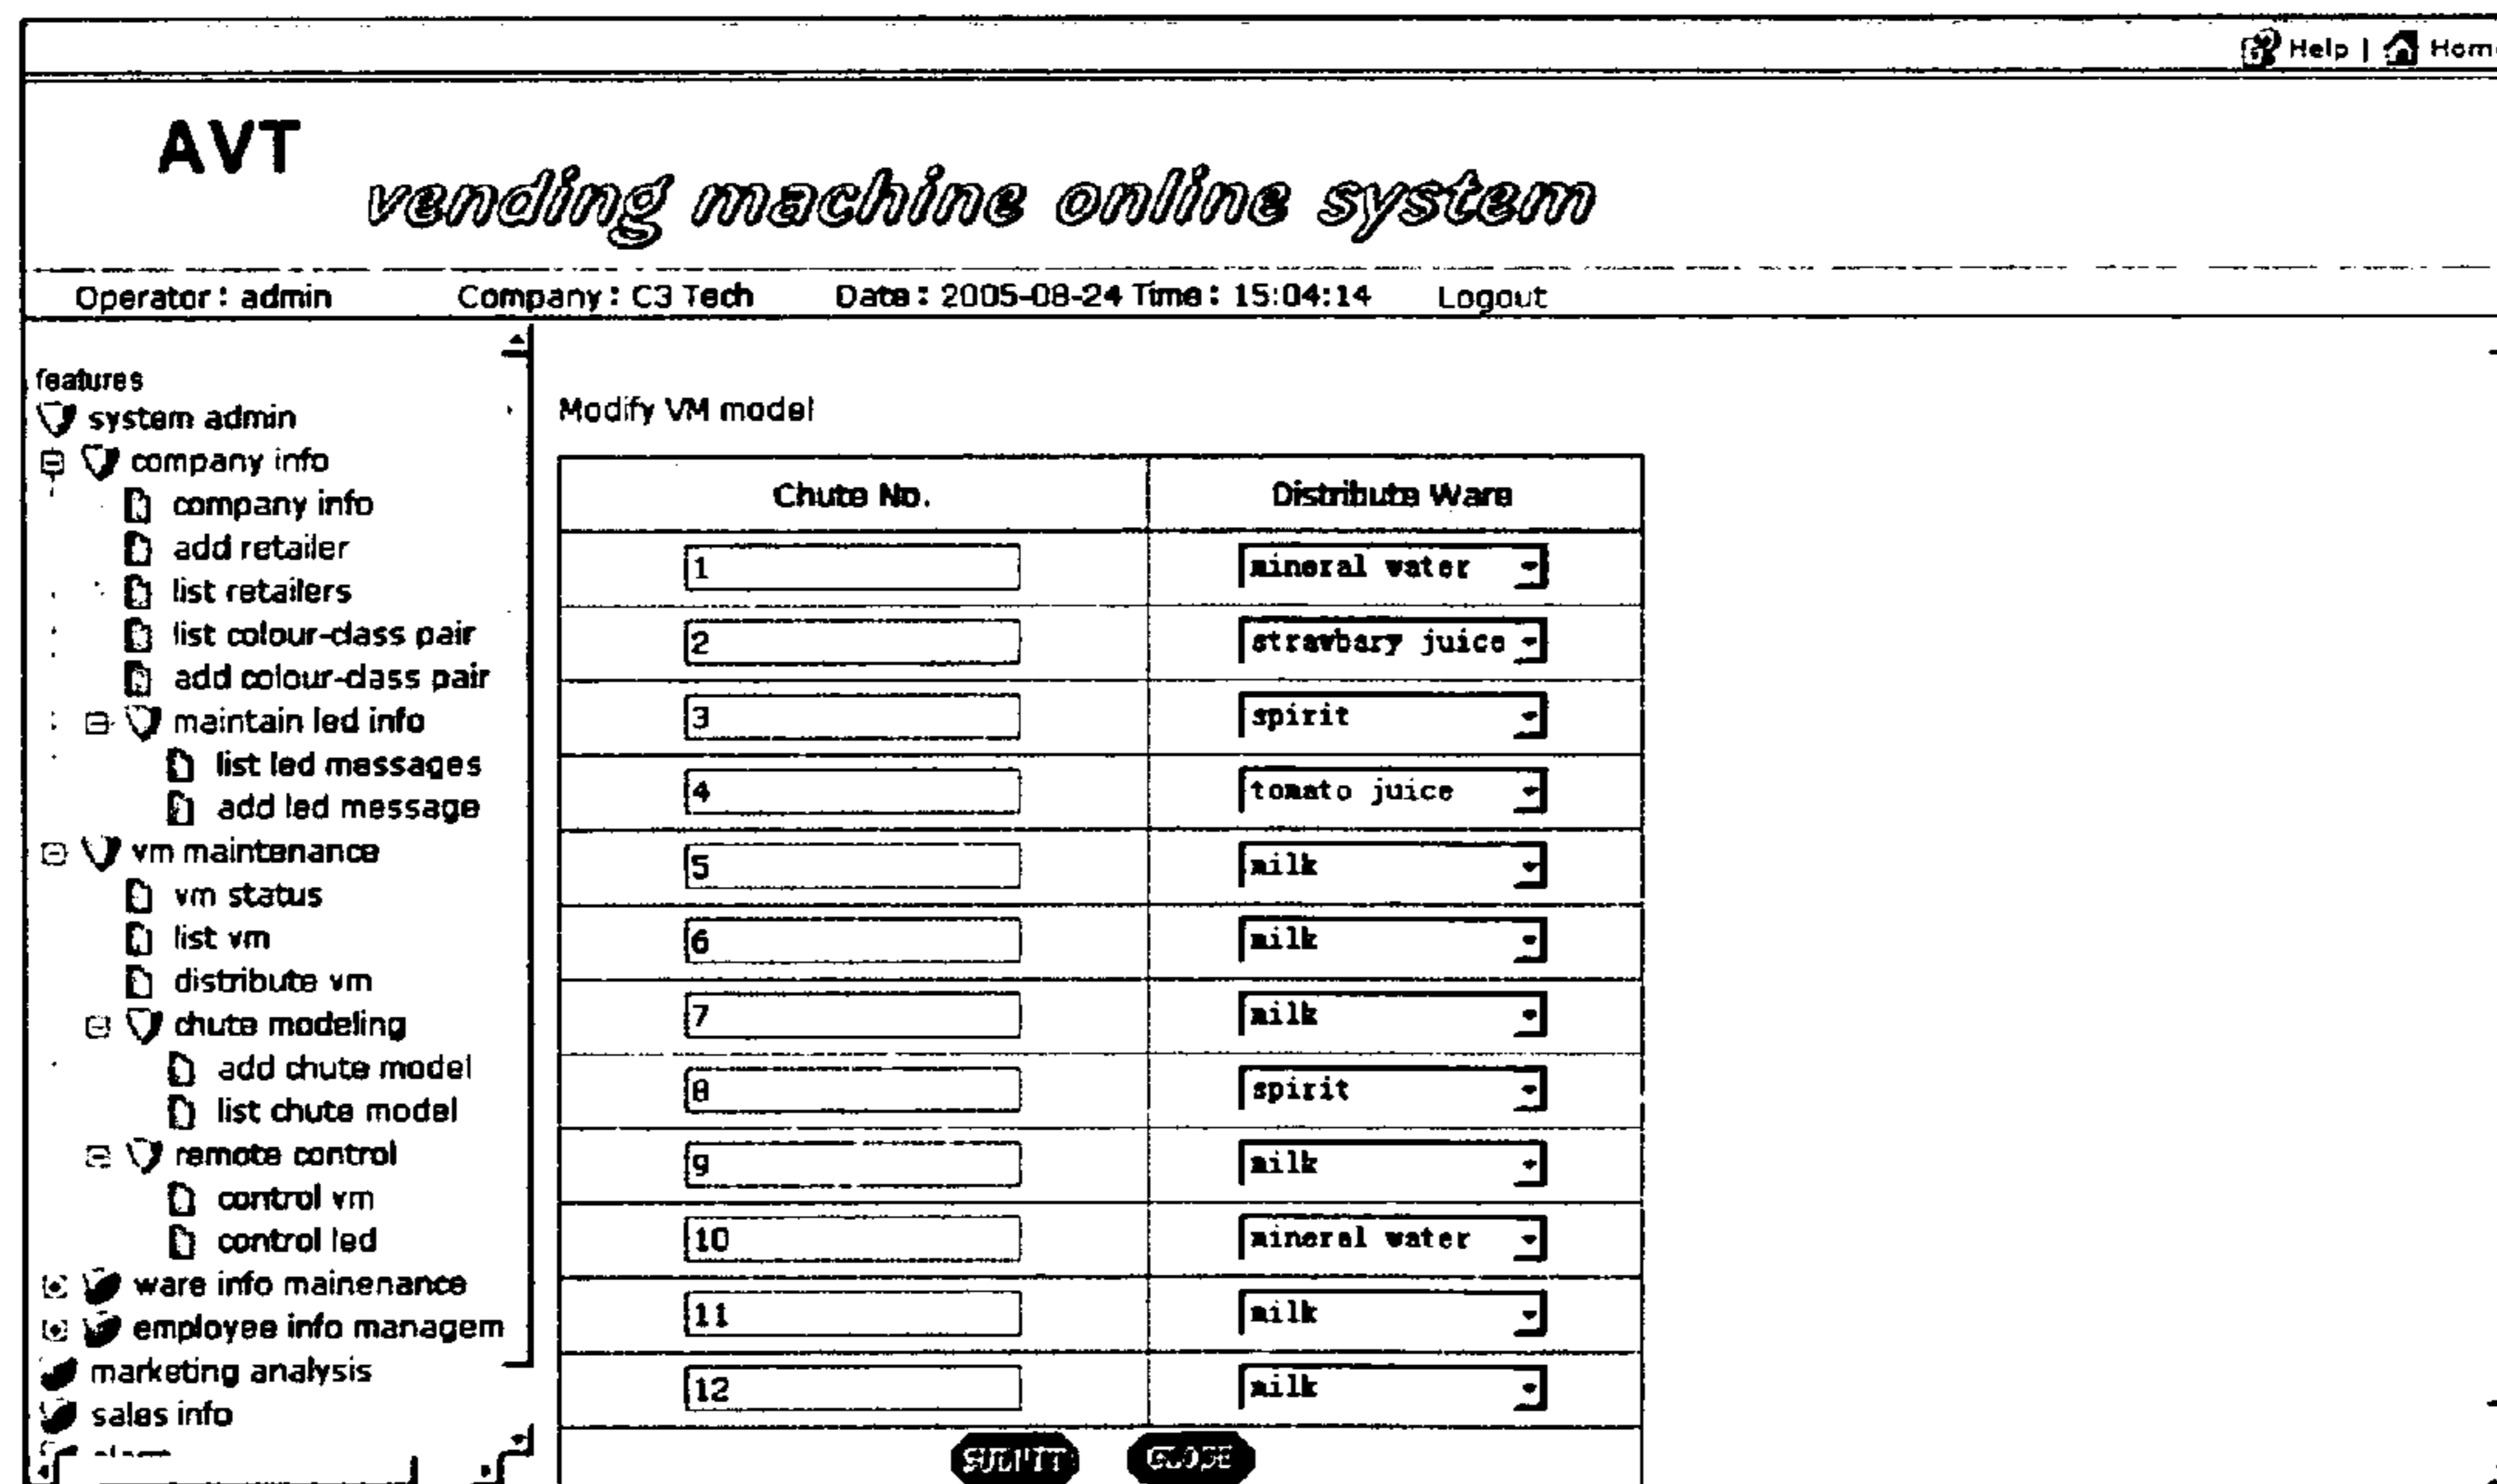 Help | Home
AVT
vending machine online system
Operator: admin Company: C3 Tech Date: 2005-08-24 Time: 15:04:14 Logout
features
system admin
company info
company info
add retailer
list retailers
list colour-class pair
add colour-class pair
maintain led info
list led messages
add led message
vm maintenance
vm status
list vm
distribute vm
chute modeling
add chute model
list chute model
remote control
control vm
control led
ware info mainenance
employee info managem
marketing analysis
sales info
Modify VM model
Chute No. Distribute Ware
1 mineral water
2 strawbary juice
3 spirit
4 tomato juice
5 milk
6 milk
7 milk
8 spirit
9 milk
10 mineral water
11 milk
12 milk
SUBMIT CLOSE